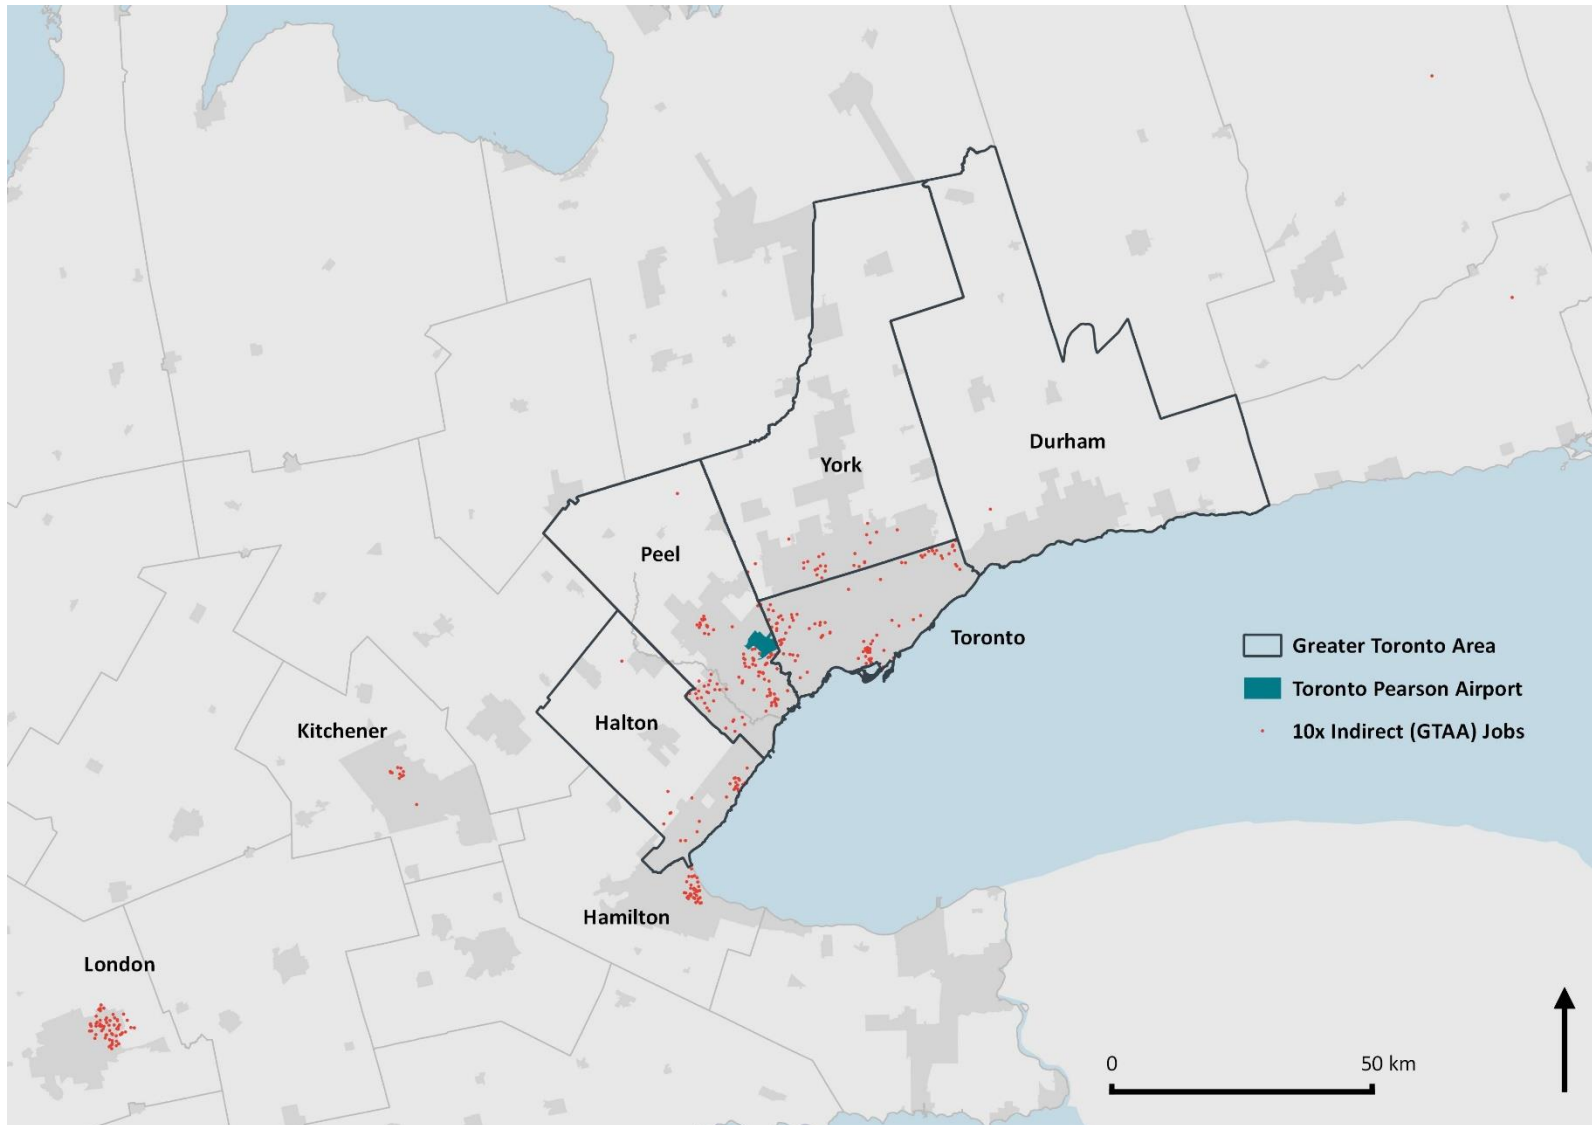 York
Durham
Peel
Toronto
Greater Toronto Area
Toronto Pearson Airport
10x Indirect (GTAA) Jobs
Halton
Kitchener
Hamilton
London
0 50 km